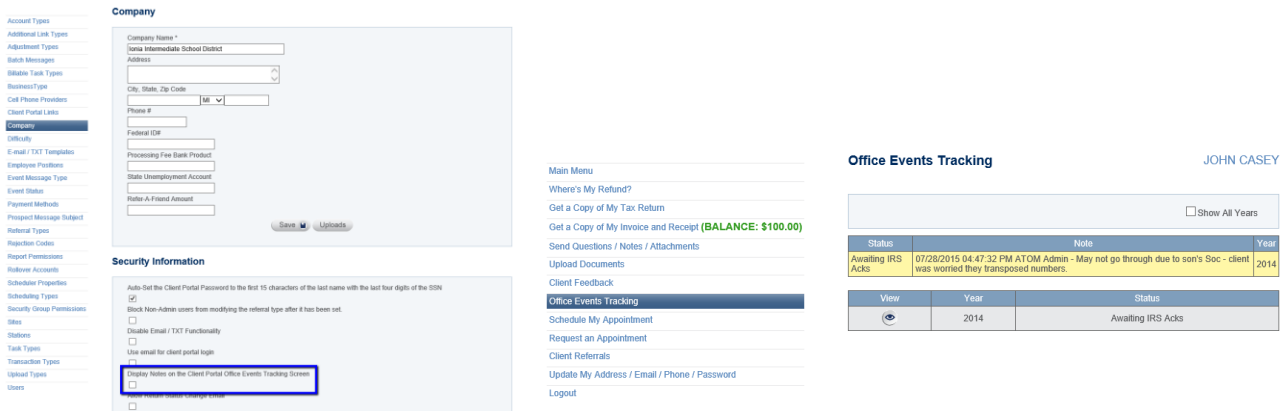 Account Types
Additional Link Types
Adjustment Types
Batch Messages
Billable Task Types
BusinessType
Cell Phone Providers
Client Portal Links
Company
Difficulty
E-mail / TXT Templates
Employee Positions
Event Message Type
Event Status
Payment Methods
Prospect Message Subject
Referral Types
Rejection Codes
Report Permissions
Rollover Accounts
Scheduler Properties
Scheduling Types
Security Group Permissions
Sites
Stations
Task Types
Transaction Types
Upload Types
Users
Company
Company Name *
Ionia Intermediate School District
Address
City, State, Zip Code
MI
Phone #
Federal ID#
Processing Fee Bank Product
State Unemployment Account
Refer-A-Friend Amount
Save Uploads
Security Information
Auto-Set the Client Portal Password to the first 15 characters of the last name with the last four digits of the SSN
Block Non-Admin users from modifying the referral type after it has been set.
Disable Email / TXT Functionality
Use email for client portal login
Display Notes on the Client Portal Office Events Tracking Screen
Allow Return Status Change Email
Main Menu
Where's My Refund?
Get a Copy of My Tax Return
Get a Copy of My Invoice and Receipt (BALANCE: $100.00)
Send Questions / Notes / Attachments
Upload Documents
Client Feedback
Office Events Tracking
Schedule My Appointment
Request an Appointment
Client Referrals
Update My Address / Email / Phone / Password
Logout
Office Events Tracking JOHN CASEY
Show All Years
Status Note Year
Awaiting IRS Acks 07/28/2015 04:47:32 PM ATOM Admin - May not go through due to son's Soc - client was worried they transposed numbers. 2014
View Year Status
2014 Awaiting IRS Acks